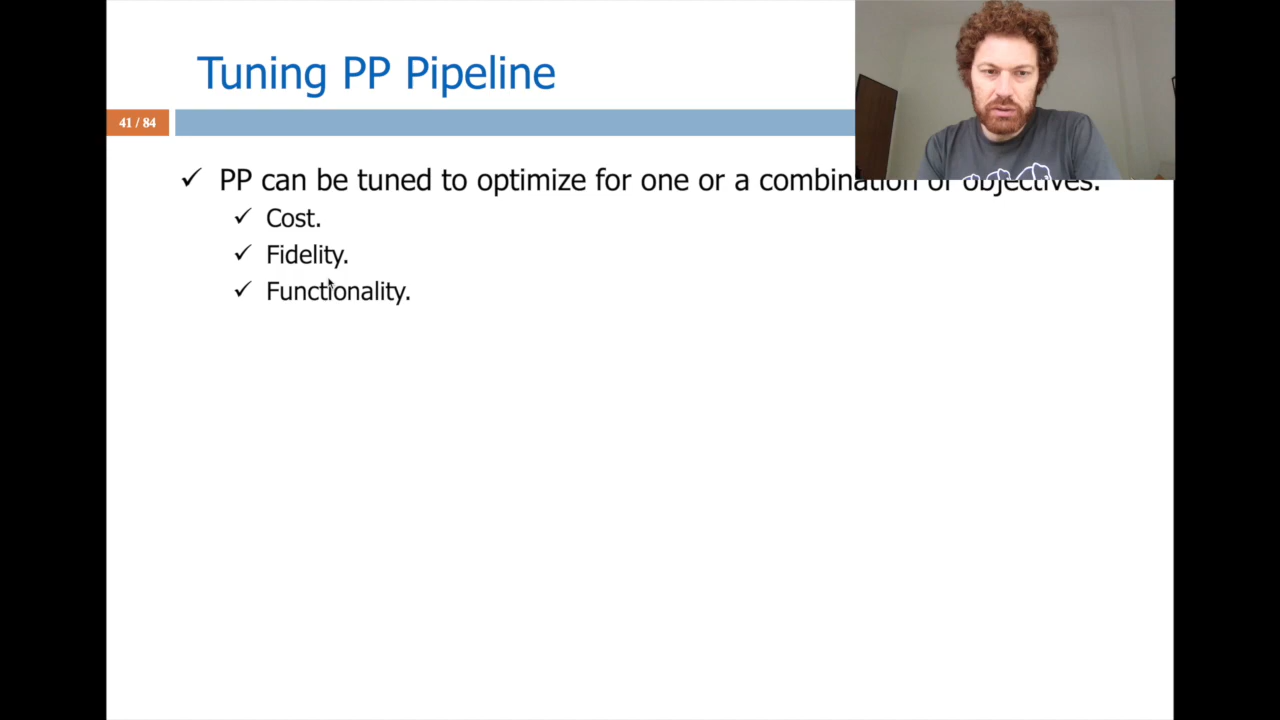 Tuning PP Pipeline
41 / 84
✓ PP can be tuned to optimize for one or a combination of objectives.
✓ Cost.
✓ Fidelity.
✓ Functionality.